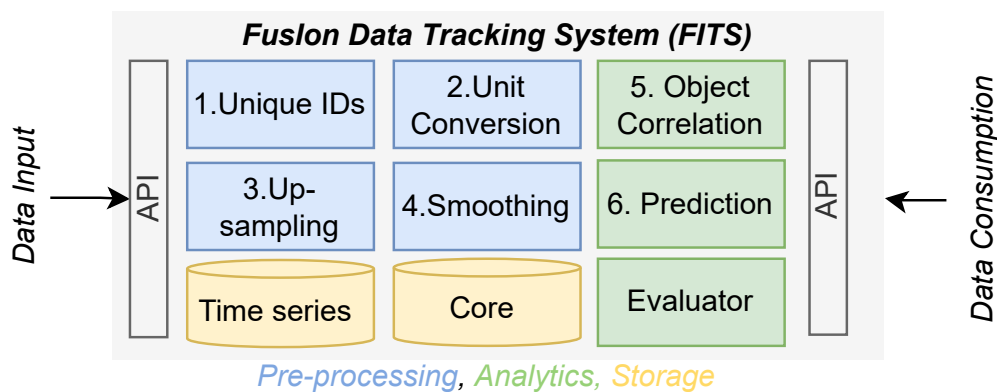 FusIon Data Tracking System (FITS)
Data Input
API
1.Unique IDs
2.Unit
Conversion
5. Object
Correlation
3.Up-
sampling
4.Smoothing
6. Prediction
Time series
Core
Evaluator
API
Data Consumption
Pre-processing, Analytics, Storage